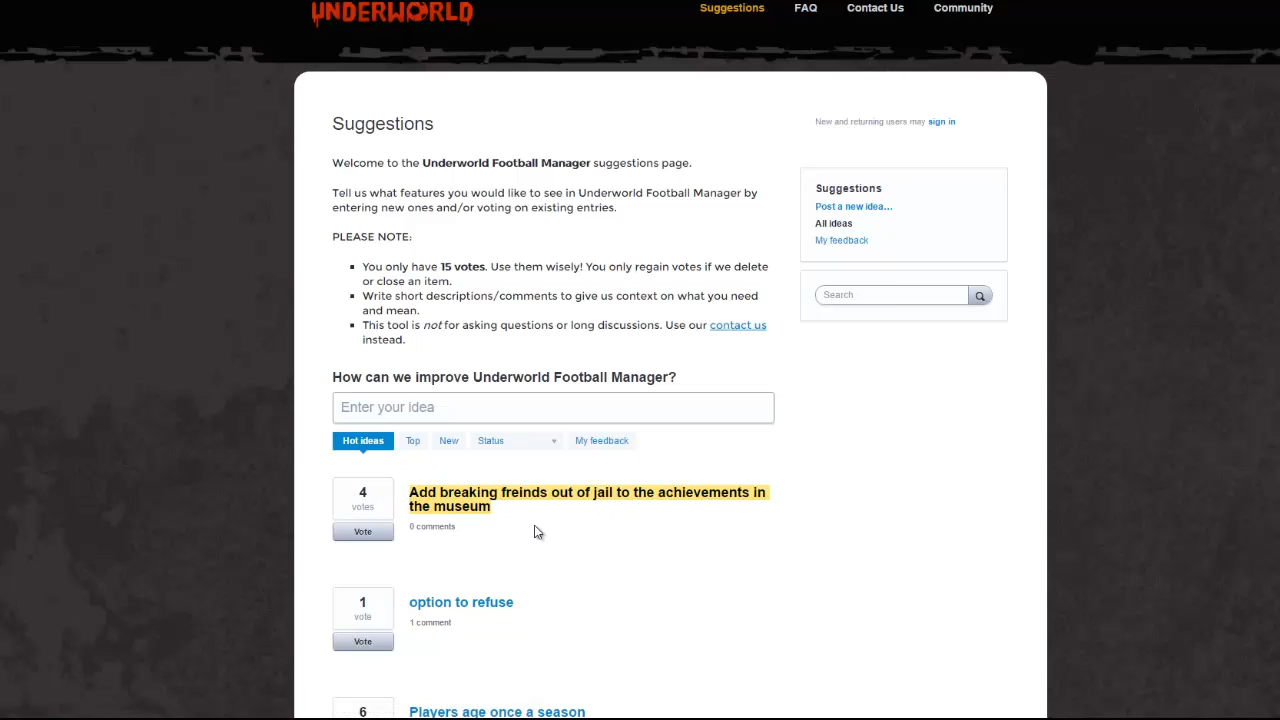 UNDERWORLD
Suggestions FAQ Contact Us Community
Suggestions
New and returning users may sign in
Welcome to the Underworld Football Manager suggestions page.
Tell us what features you would like to see in Underworld Football Manager by
entering new ones and/or voting on existing entries.
PLEASE NOTE:
You only have 15 votes. Use them wisely! You only regain votes if we delete
or close an item.
Write short descriptions/comments to give us context on what you need
and mean.
This tool is not for asking questions or long discussions. Use our contact us
instead.
Suggestions
Post a new idea...
All ideas
My feedback
Search
How can we improve Underworld Football Manager?
Enter your idea
Hot ideas Top New Status My feedback
4
votes
Vote
Add breaking freinds out of jail to the achievements in
the museum
0 comments
1
vote
Vote
option to refuse
1 comment
6
Players age once a season